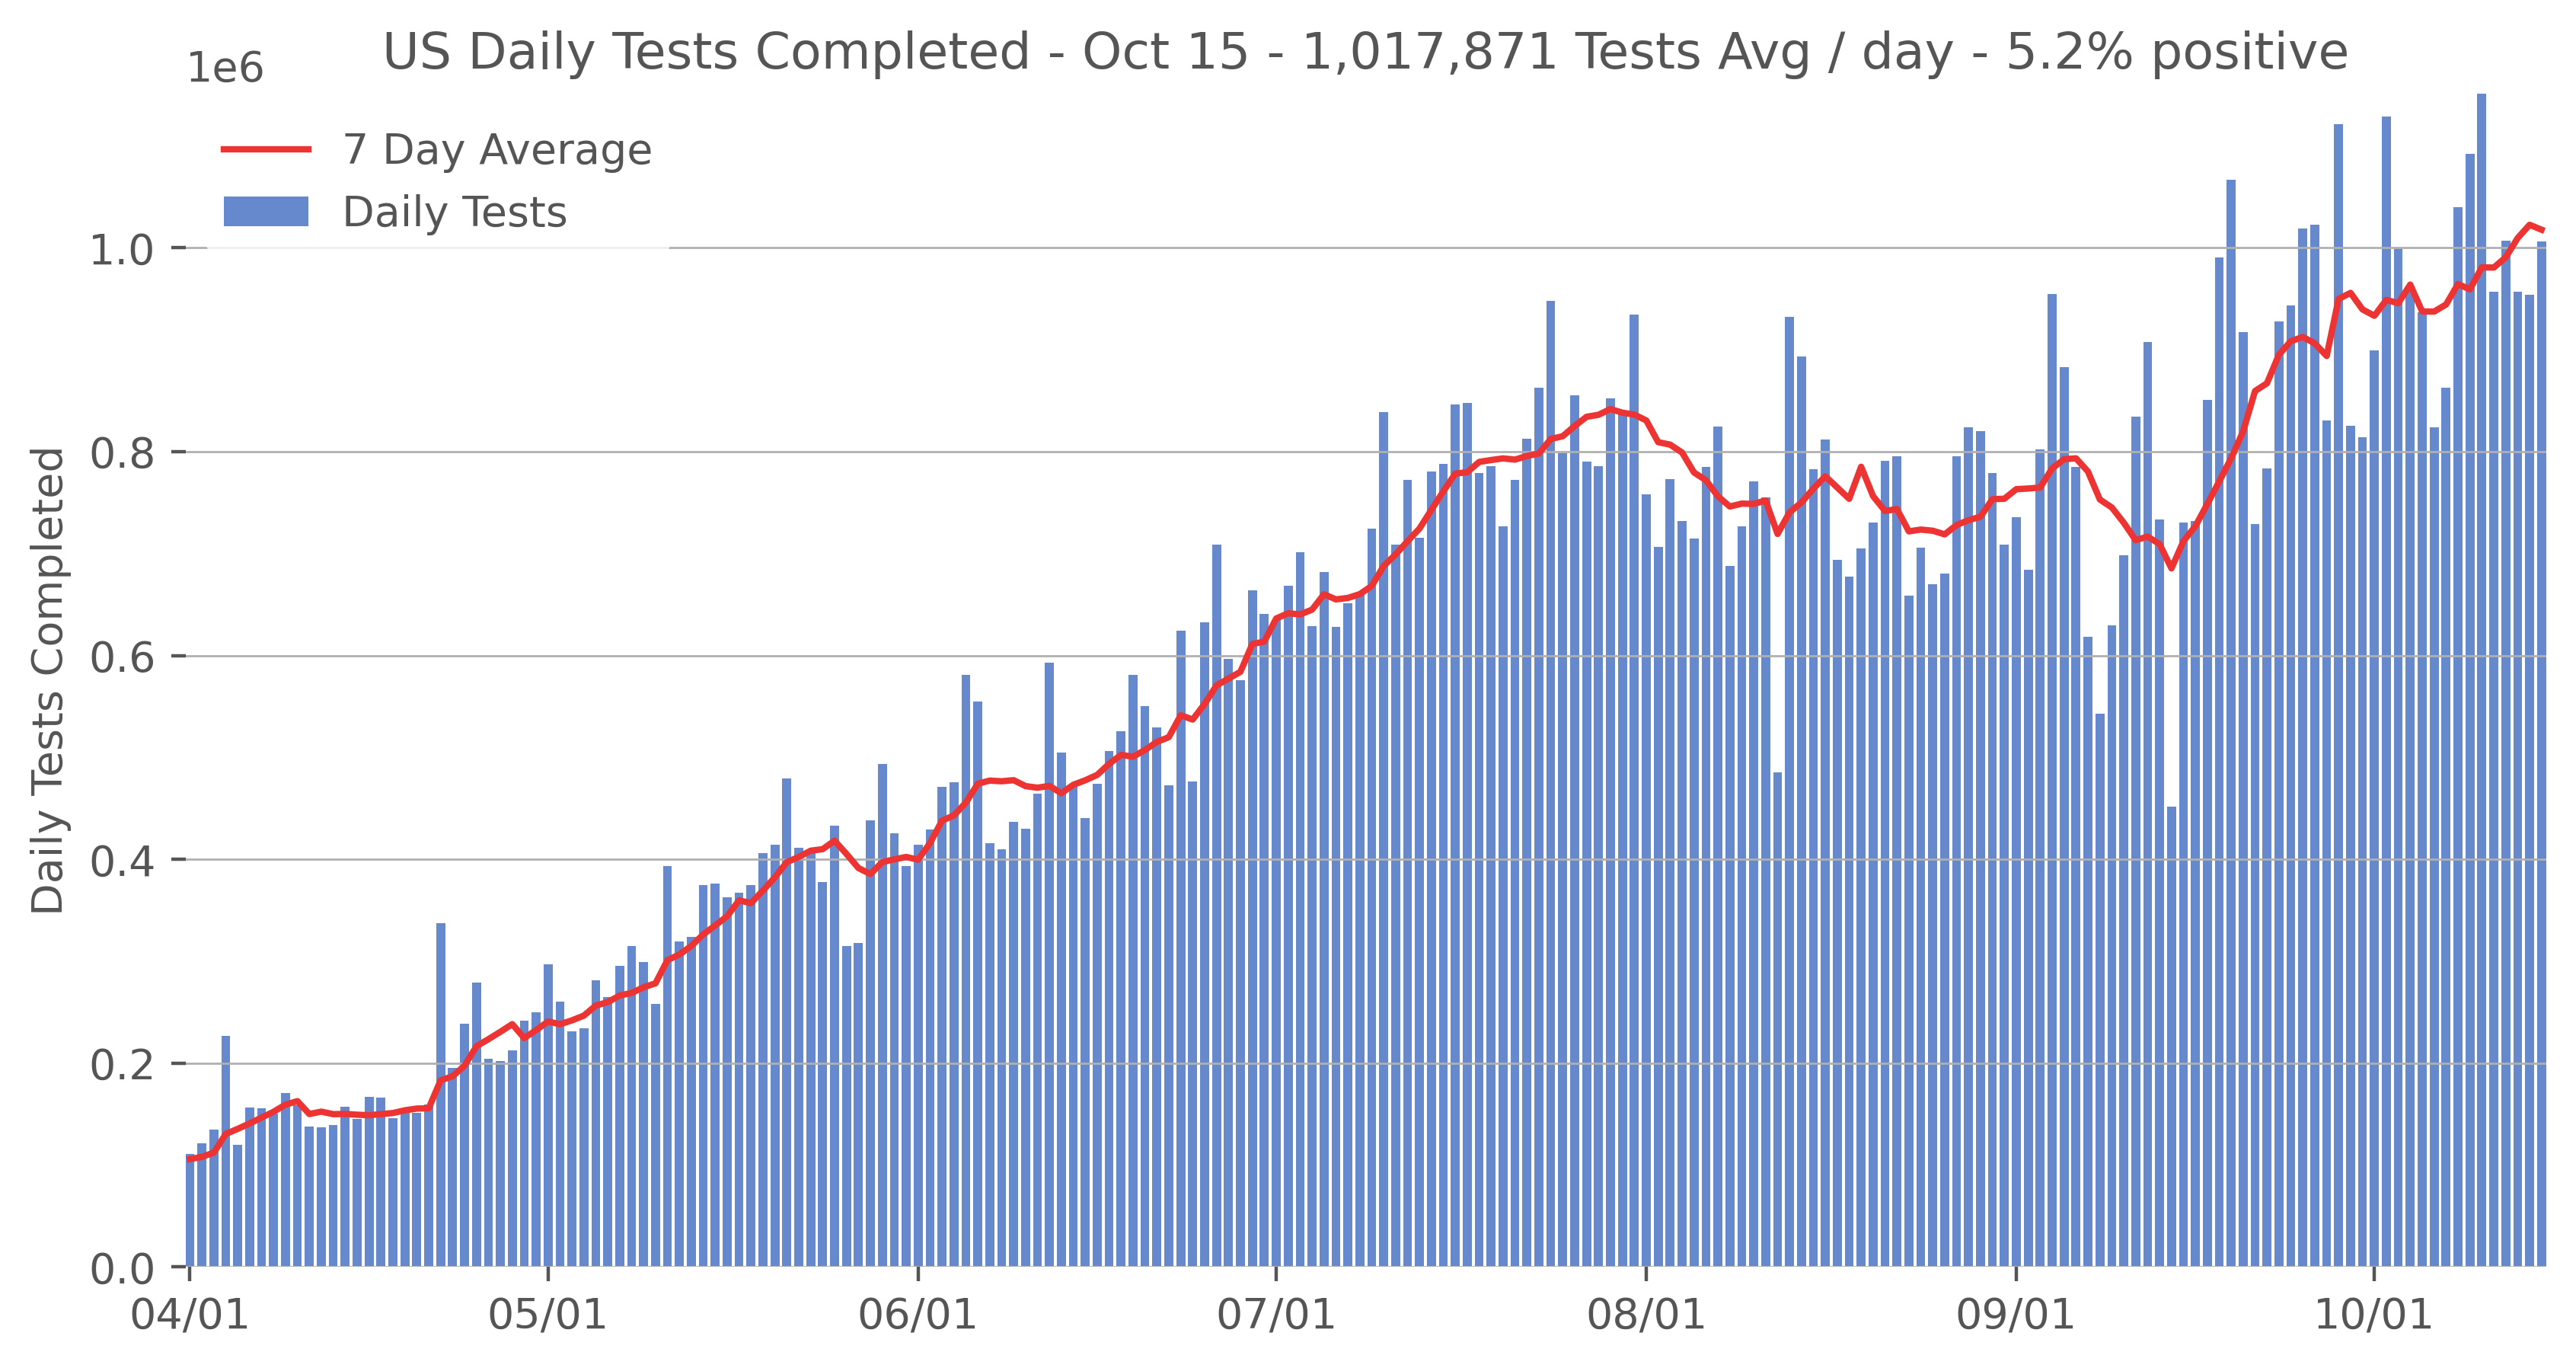 US Daily Tests Completed - Oct 15 - 1,017,871 Tests Avg / day - 5.2% positive
1e6
7 Day Average
Daily Tests
Daily Tests Completed
1.0
0.8
0.6
0.4
0.2
0.0
04/01 05/01 06/01 07/01 08/01 09/01 10/01